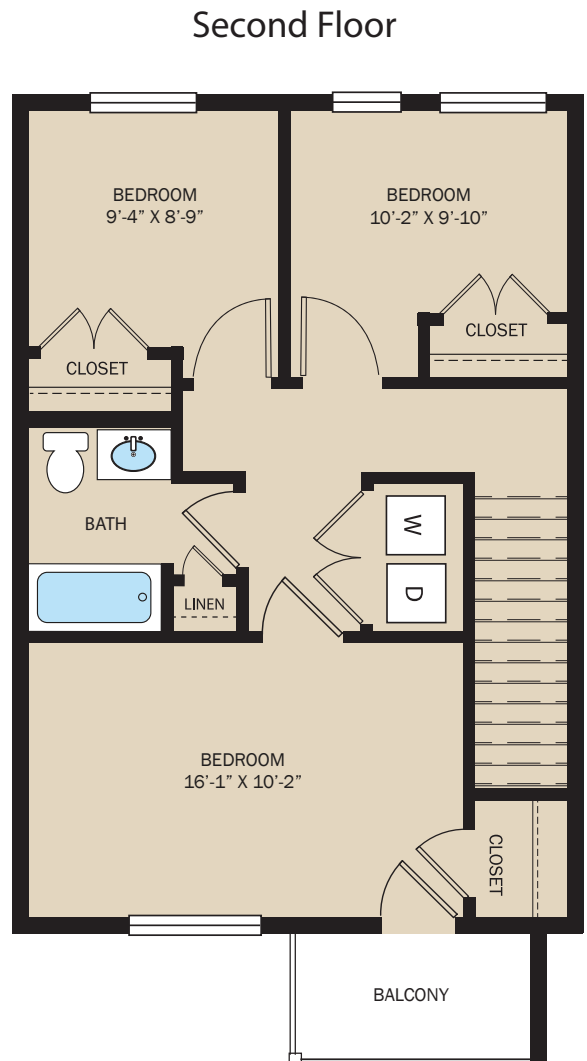 Second Floor
BEDROOM
9’-4” X 8’-9”
BEDROOM
10’-2” X 9’-10”
CLOSET
CLOSET
BATH
W
D
LINEN
BEDROOM
16’-1” X 10’-2”
CLOSET
BALCONY